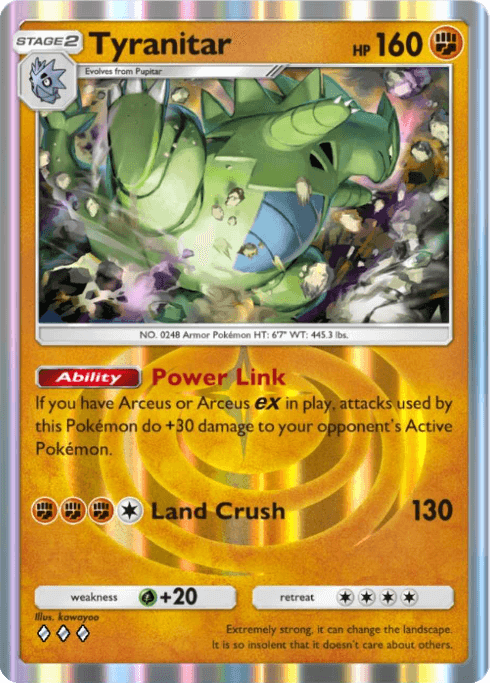 STAGE 2 Tyranitar HP 160
Evolves from Pupitar
NO. 0248 Armor Pokémon HT: 6'7" WT: 445.3 lbs.
Ability Power Link
If you have Arceus or Arceus ex in play, attacks used by
this Pokémon do +30 damage to your opponent's Active
Pokémon.
Land Crush 130
weakness +20 retreat
Illus. kawayoo
Extremely strong, it can change the landscape.
It is so insolent that it doesn't care about others.